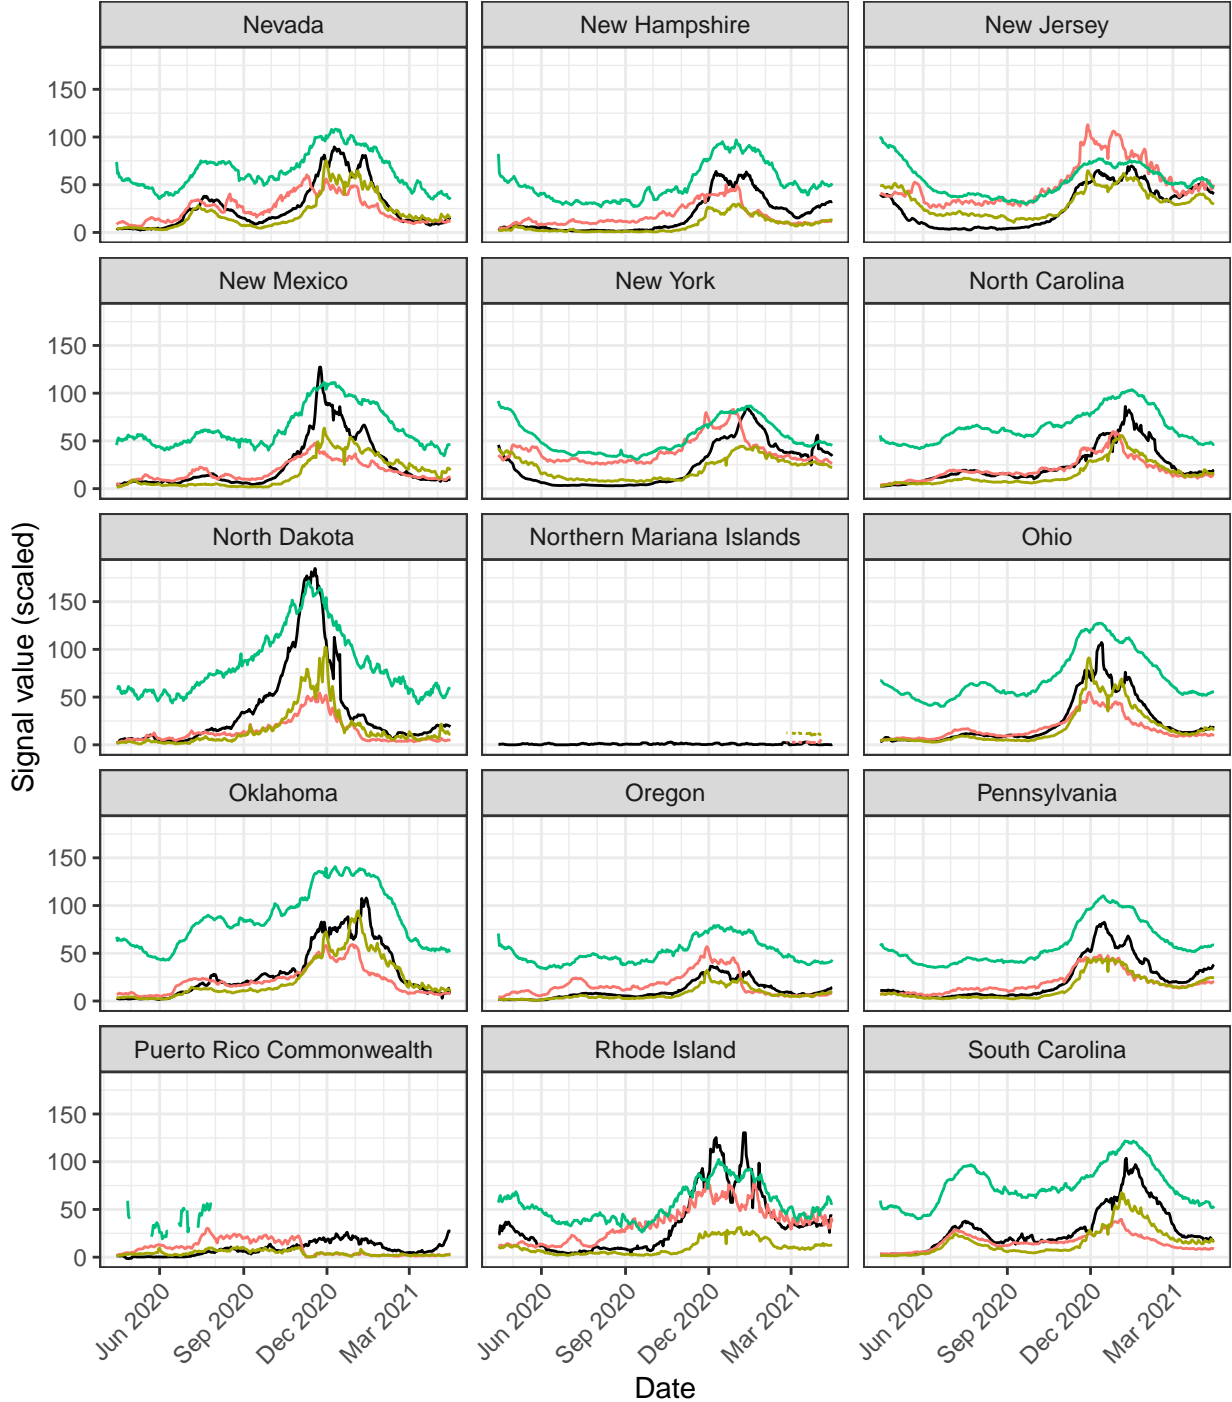 Nevada
New Hampshire
New Jersey
150
100
50
0
New Mexico
New York
North Carolina
150
100
50
0
North Dakota
Northern Mariana Islands
Ohio
150
100
50
0
Signal value (scaled)
Oklahoma
Oregon
Pennsylvania
150
100
50
0
Puerto Rico Commonwealth
Rhode Island
South Carolina
150
100
50
0
Jun 2020
Sep 2020
Dec 2020
Mar 2021
Jun 2020
Sep 2020
Dec 2020
Mar 2021
Jun 2020
Sep 2020
Dec 2020
Mar 2021
Date